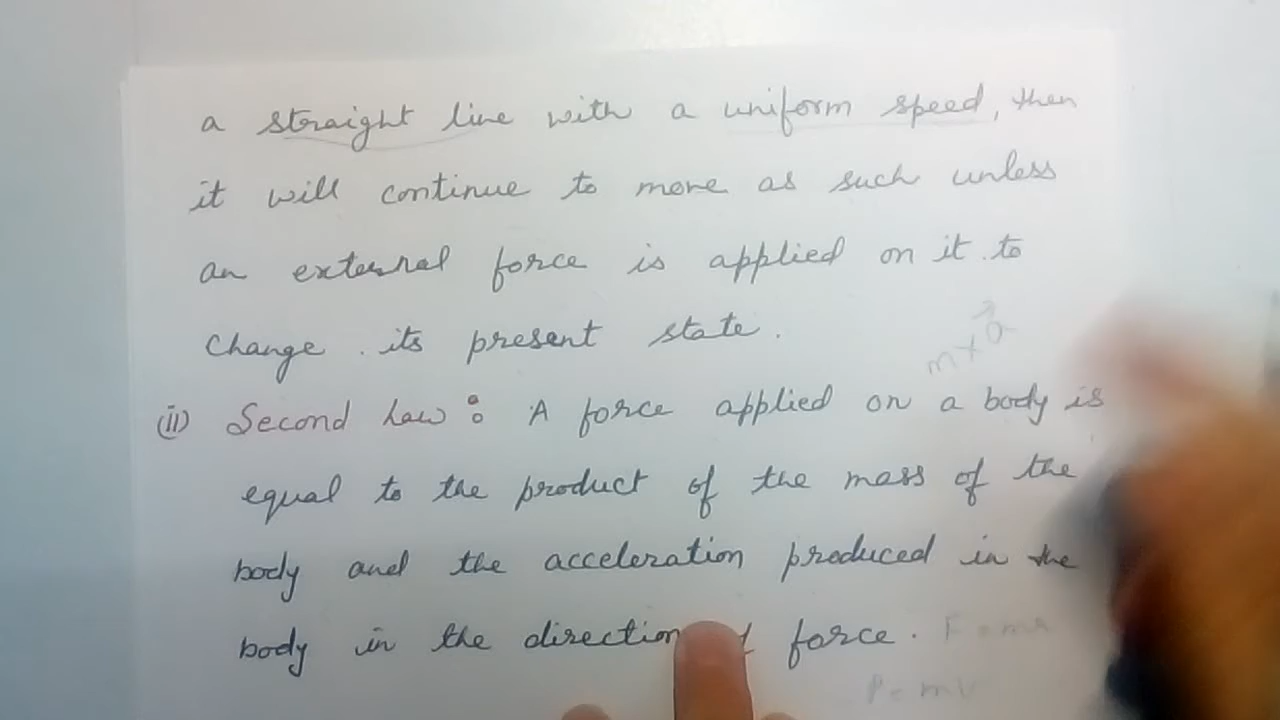 a straight line with a uniform speed, then
it will continue to move as such unless
an external force is applied on it to
change its present state.
m×a
(ii) Second Law : A force applied on a body is
equal to the product of the mass of the
body and the acceleration produced in the
body in the direction force.
P=mv